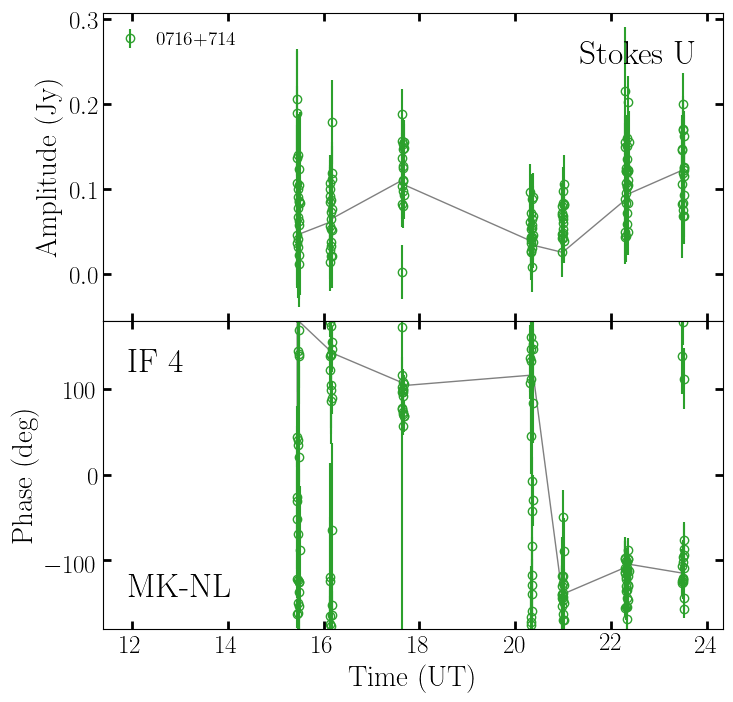 0.3
0716+714
Stokes U
0.2
0.1
0.0
Amplitude (Jy)
IF 4
100
0
−100
Phase (deg)
MK-NL
12 14 16 18 20 22 24
Time (UT)